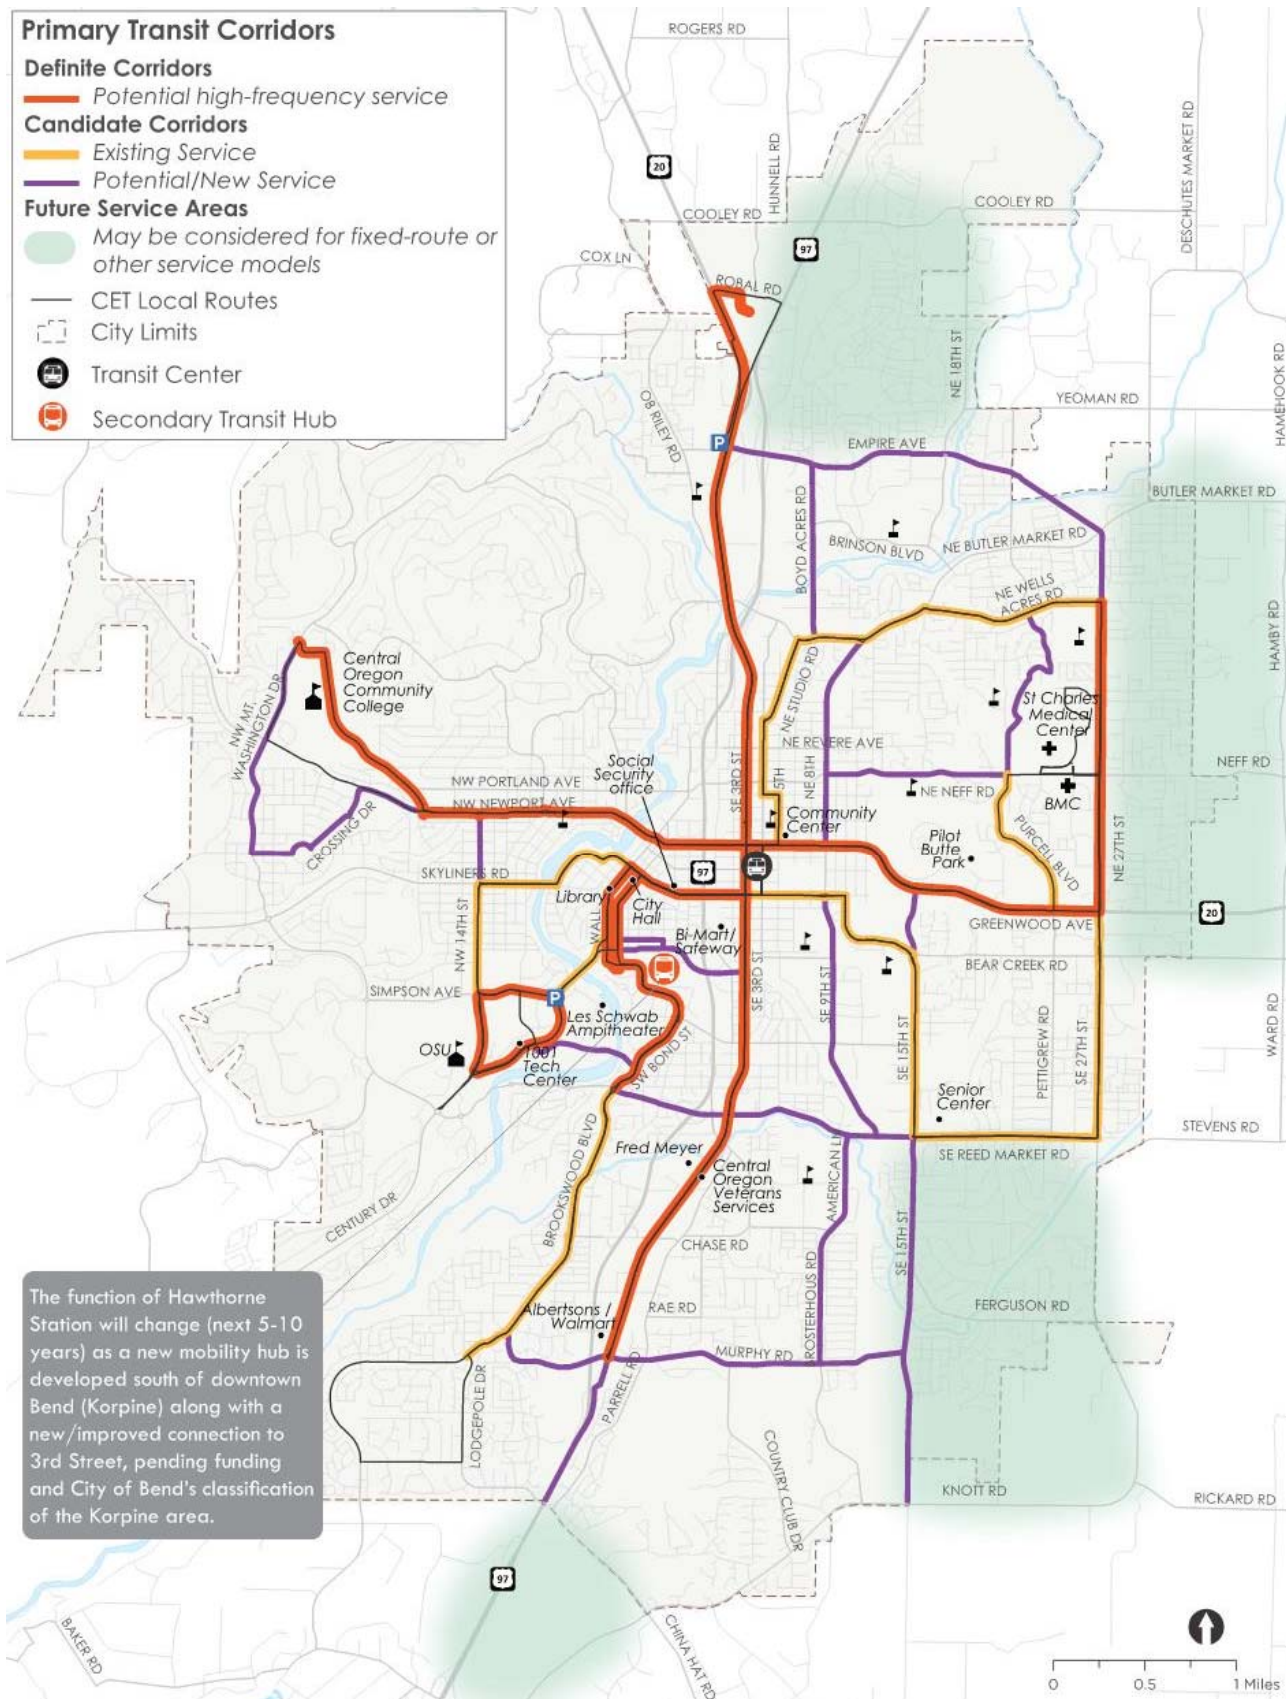 Primary Transit Corridors
Definite Corridors
Potential high-frequency service
Candidate Corridors
Existing Service
Potential/New Service
Future Service Areas
May be considered for fixed-route or
other service models
CET Local Routes
City Limits
Transit Center
Secondary Transit Hub
ROGERS RD
20
HUNNELL RD
DESCHUTES MARKET RD
COOLEY RD
COOLEY RD
97
COX LN
ROBAL RD
NE 18TH ST
HAMEHOOK RD
OB RILEY RD
YEOMAN RD
P
EMPIRE AVE
BUTLER MARKET RD
BOYD ACRES RD
BRINSON BLVD
NE BUTLER MARKET RD
NE WELLS
ACRES RD
HAMBY RD
Central
Oregon
Community
College
NW MT.
WASHINGTON DR
NE STUDIO RD
St Charles
Medical
Center
NE REVERE AVE
Social
Security
office
NEFF RD
NW PORTLAND AVE
SE 3RD ST
5TH
NE 8TH
NE NEFF RD
BMC
NW NEWPORT AVE
Community
Center
CROSSING DR
Pilot
Butte
Park
PURCELL BLVD
NE 27TH ST
SKYLINERS RD
97
Library
City
Hall
GREENWOOD AVE
20
WALL
Bi-Mart/
Safeway
NW 14TH ST
BEAR CREEK RD
SIMPSON AVE
P
SE 3RD ST
SE 9TH ST
Les Schwab
Ampitheater
SE 15TH ST
PETTIGREW RD
SE 27TH ST
WARD RD
OSU
1001
Tech
Center
SW BOND ST
Senior
Center
STEVENS RD
BROOKSWOOD BLVD
Fred Meyer
SE REED MARKET RD
Central
Oregon
Veterans
Services
AMERICAN LN
CENTURY DR
CHASE RD
SE 15TH ST
BROSTERHOUS RD
The function of Hawthorne
Station will change (next 5-10
years) as a new mobility hub is
developed south of downtown
Bend (Korpine) along with a
new/improved connection to
3rd Street, pending funding
and City of Bend's classification
of the Korpine area.
Albertsons /
Walmart
RAE RD
FERGUSON RD
MURPHY RD
PARRELL RD
LODGEPOLE DR
COUNTRY CLUB DR
KNOTT RD
RICKARD RD
97
BAKER RD
CHINA HAT RD
0
0.5
1 Miles